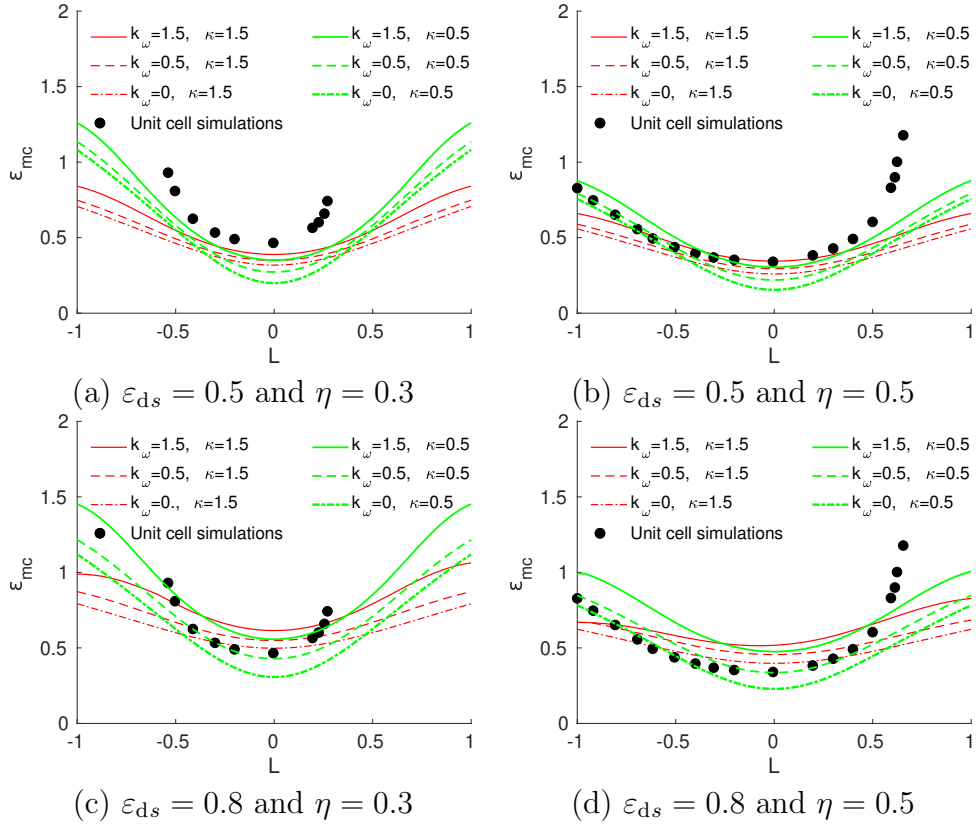 2
1.5
1
0.5
0
ε_mc
k_ω=1.5, κ=1.5
k_ω=0.5, κ=1.5
k_ω=0, κ=1.5
Unit cell simulations
k_ω=1.5, κ=0.5
k_ω=0.5, κ=0.5
k_ω=0, κ=0.5
-1 -0.5 0 0.5 1
L
(a) ε_ds = 0.5 and η = 0.3
2
1.5
1
0.5
0
ε_mc
k_ω=1.5, κ=1.5
k_ω=0.5, κ=1.5
k_ω=0, κ=1.5
Unit cell simulations
k_ω=1.5, κ=0.5
k_ω=0.5, κ=0.5
k_ω=0, κ=0.5
-1 -0.5 0 0.5 1
L
(b) ε_ds = 0.5 and η = 0.5
2
1.5
1
0.5
0
ε_mc
k_ω=1.5, κ=1.5
k_ω=0.5, κ=1.5
k_ω=0, κ=1.5
Unit cell simulations
k_ω=1.5, κ=0.5
k_ω=0.5, κ=0.5
k_ω=0, κ=0.5
-1 -0.5 0 0.5 1
L
(c) ε_ds = 0.8 and η = 0.3
2
1.5
1
0.5
0
ε_mc
k_ω=1.5, κ=1.5
k_ω=0.5, κ=1.5
k_ω=0, κ=1.5
Unit cell simulations
k_ω=1.5, κ=0.5
k_ω=0.5, κ=0.5
k_ω=0, κ=0.5
-1 -0.5 0 0.5 1
L
(d) ε_ds = 0.8 and η = 0.5